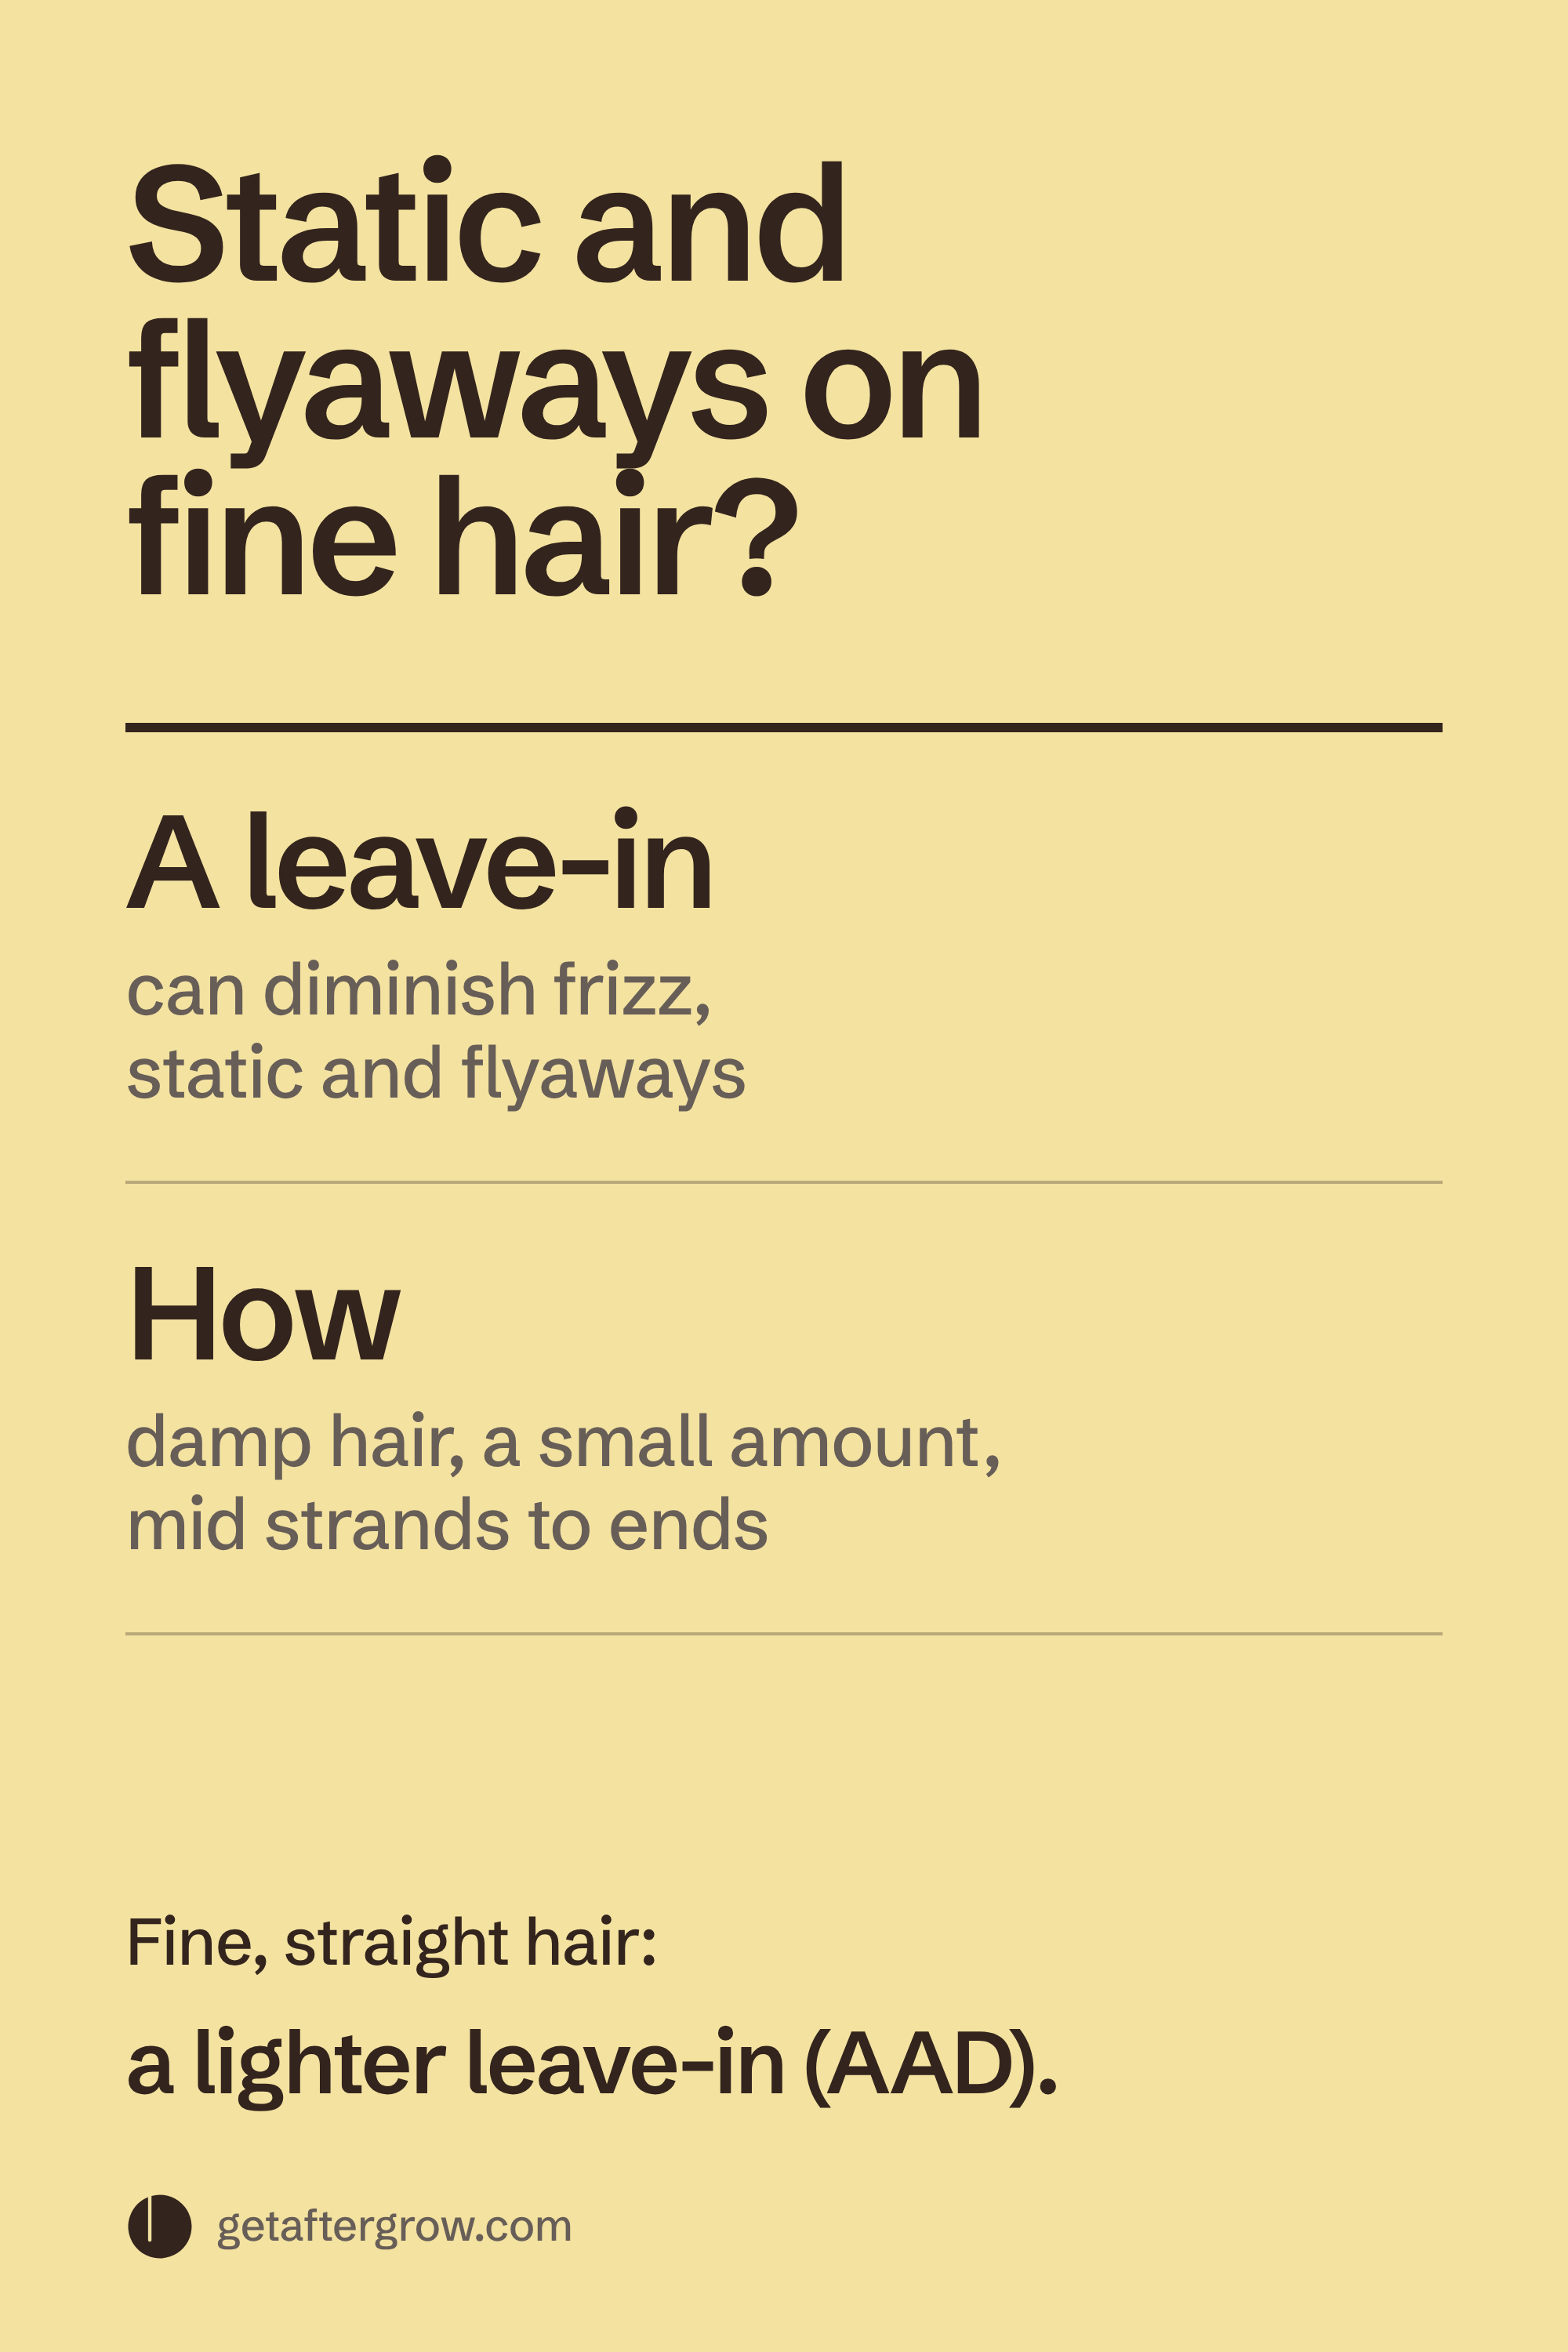 Static and
flyaways on
fine hair?
A leave-in
can diminish frizz,
static and flyaways
How
damp hair, a small amount,
mid strands to ends
Fine, straight hair:
a lighter leave-in (AAD).
getaftergrow.com